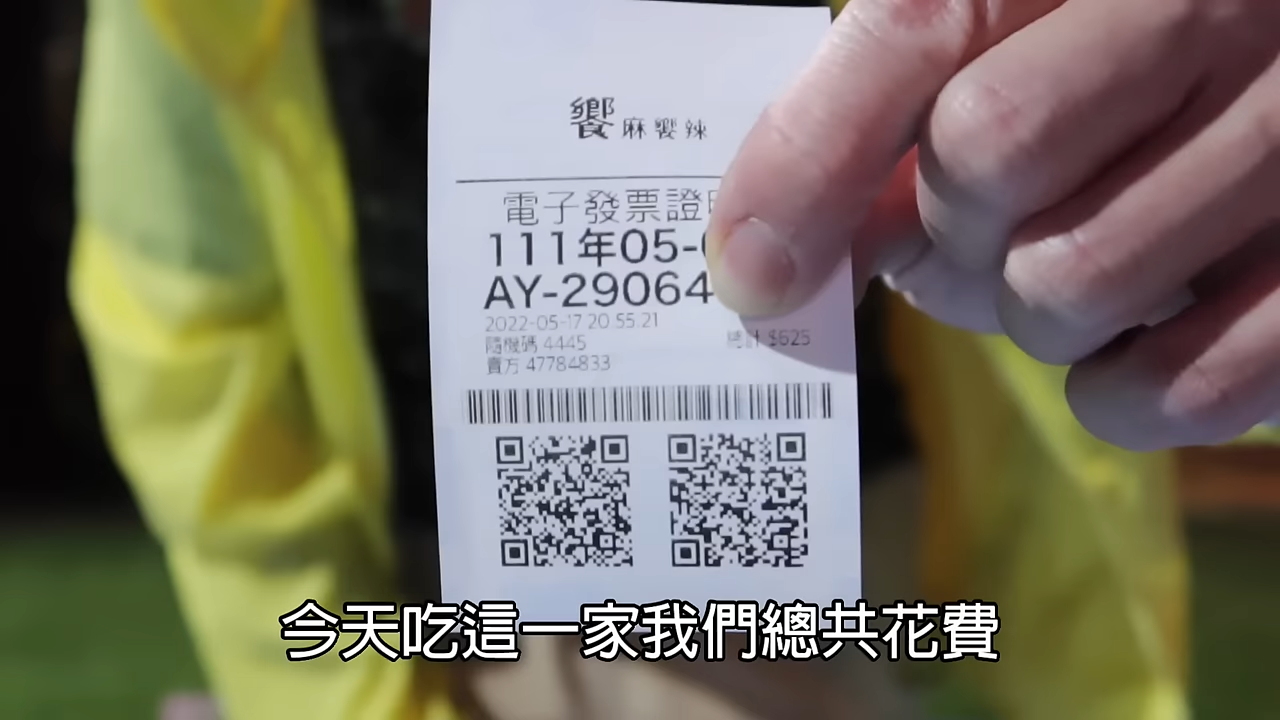 饗 麻饗辣
電子發票證
111年05-
AY-29064
2022-05-17 20:55:21
隨機碼 4445
總計 $625
賣方 47784833
今天吃這一家我們總共花費